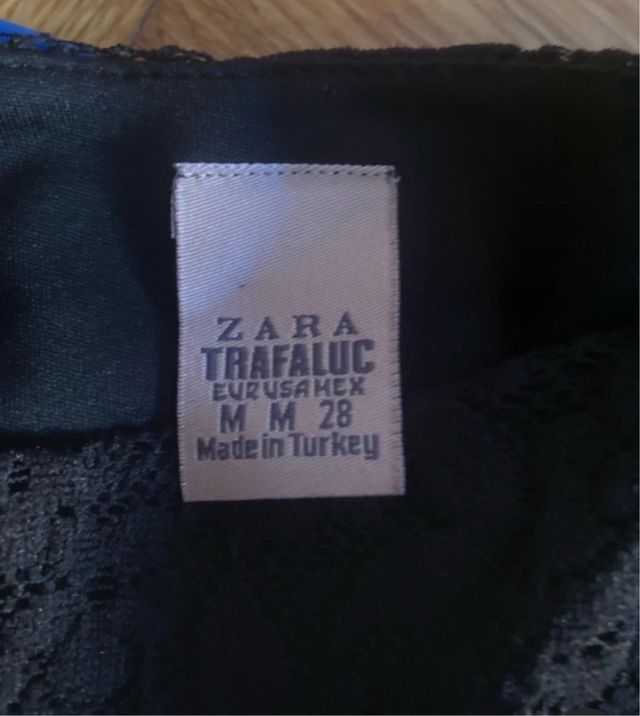 ZARA
TRAFALUC
EUR USA MEX
M M 28
Made in Turkey